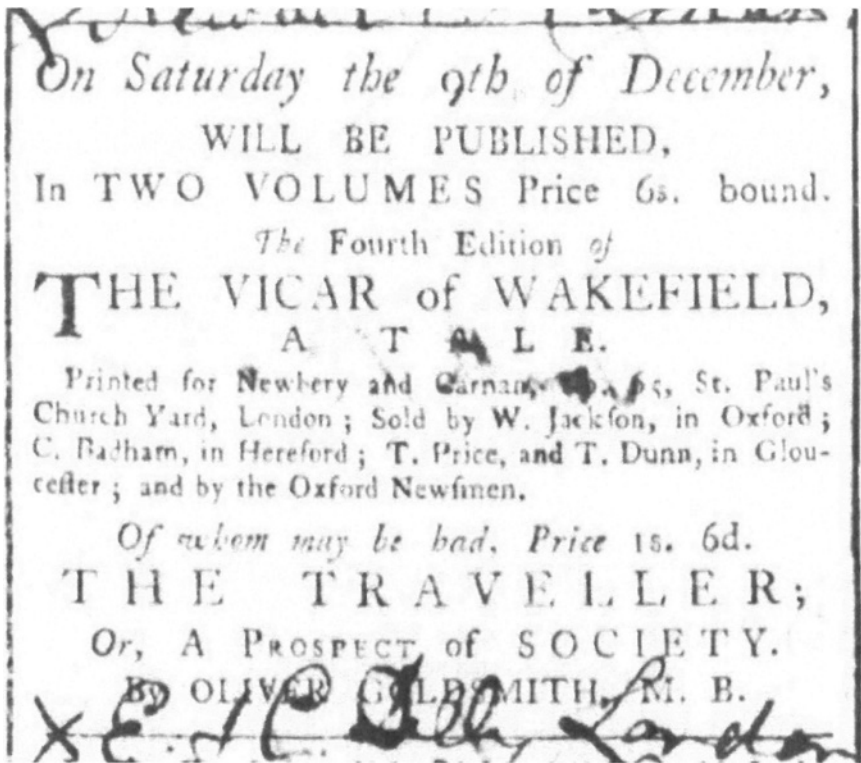 On Saturday the 9th of December,
WILL BE PUBLISHED,
In TWO VOLUMES Price 6s. bound.
The Fourth Edition of
THE VICAR of WAKEFIELD,
A TALE.
Printed for Newbery and Carnan, 65, St. Paul's
Church Yard, London; Sold by W. Jackſon, in Oxford;
C. Badham, in Hereford; T. Price, and T. Dunn, in Glou-
ceſter; and by the Oxford Newſmen.
Of whom may be had, Price 1s. 6d.
THE TRAVELLER;
Or, A PROSPECT of SOCIETY.
By OLIVER GOLDSMITH, M. B.
London